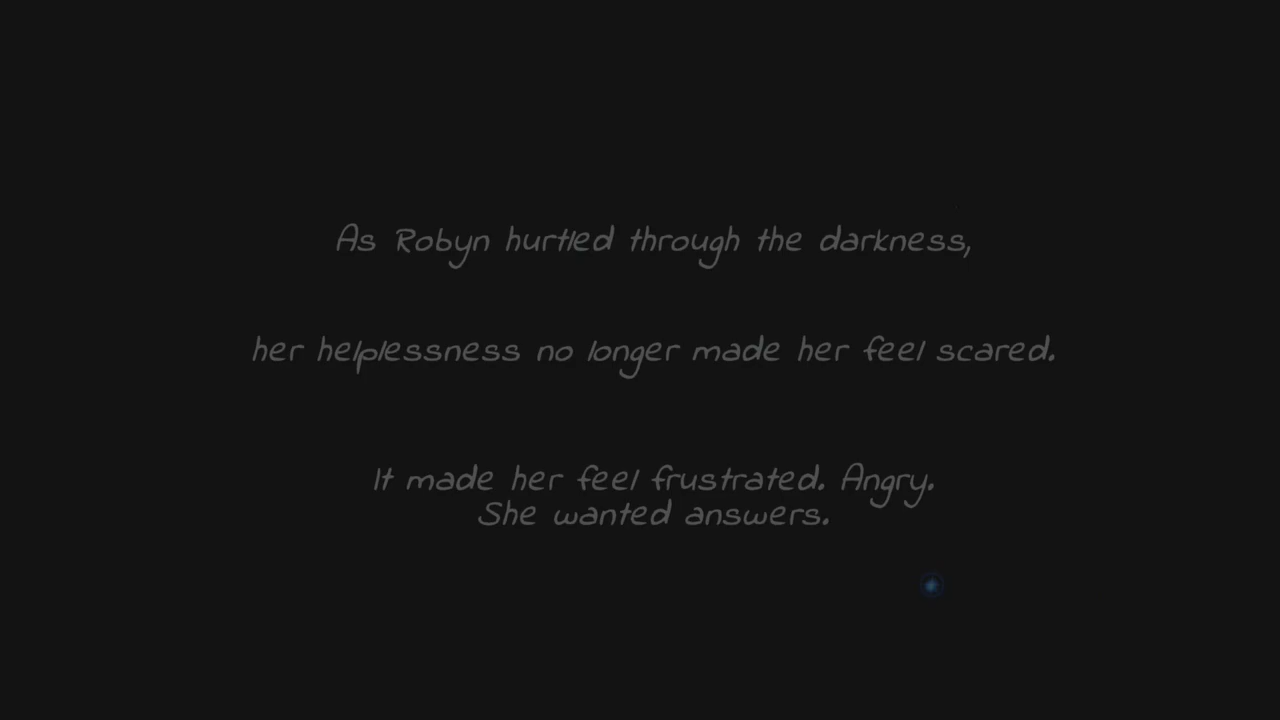 As Robyn hurtled through the darkness,
her helplessness no longer made her feel scared.
It made her feel frustrated. Angry.
She wanted answers.